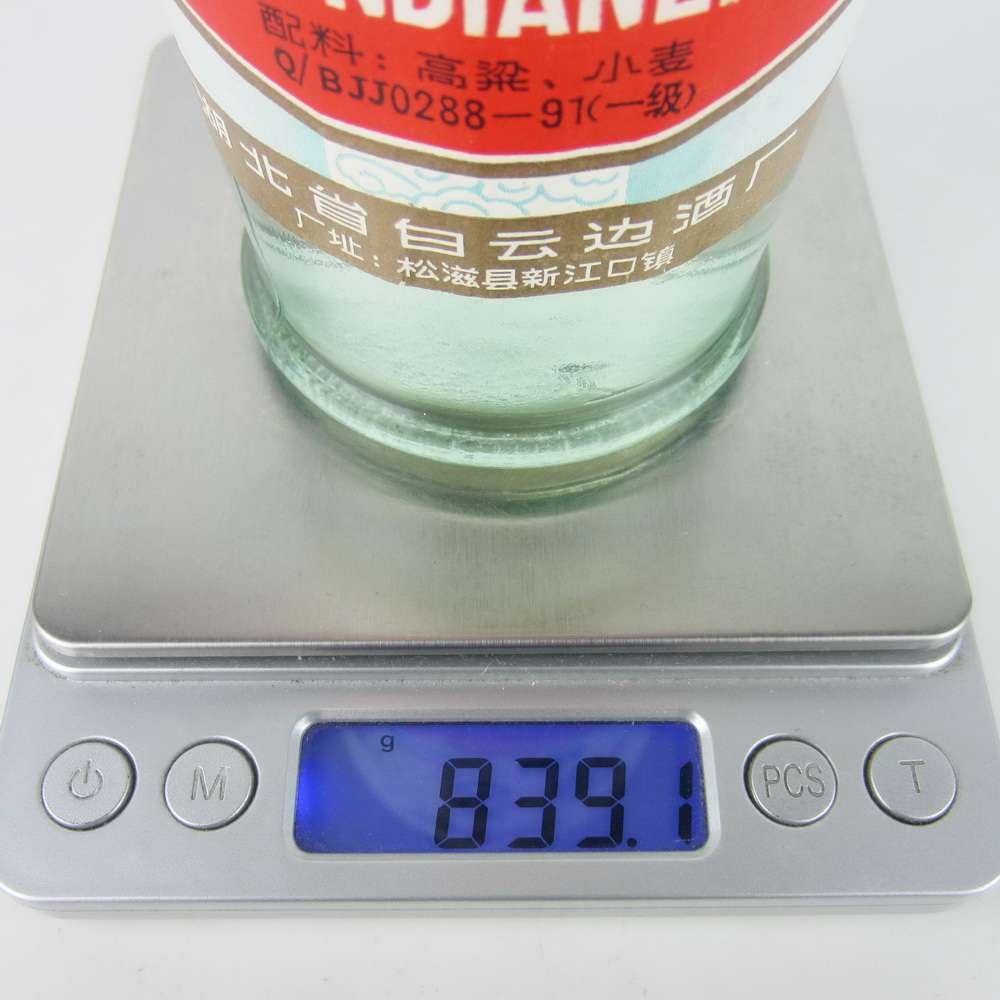 NDIANE
配料：高粱、小麦
Q/BJJ0288—91(一级)
湖北省白云边酒厂
厂址：松滋县新江口镇
g
839.1
M
PCS
T